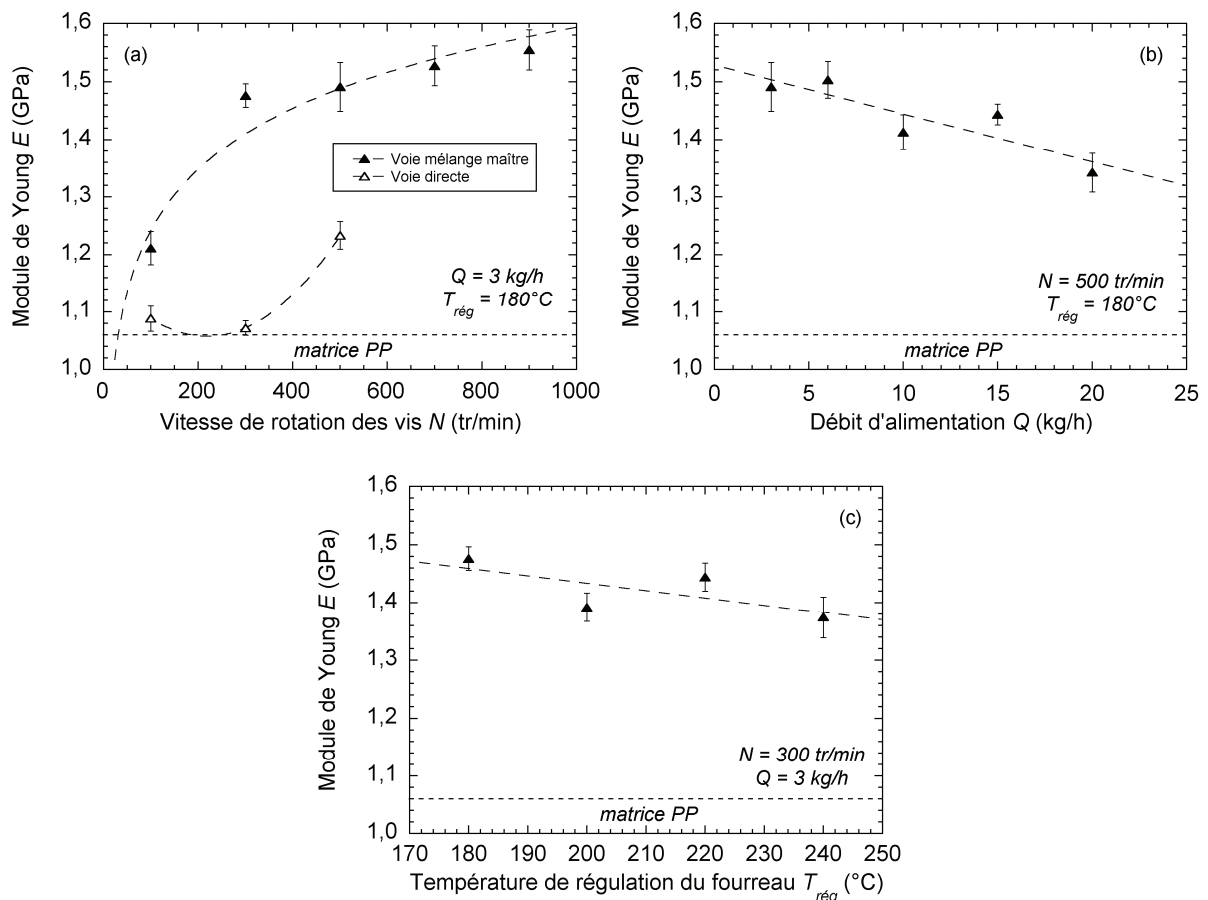 (a)
Module de Young E (GPa)
1,6
1,5
1,4
1,3
1,2
1,1
1,0
Voie mélange maître
Voie directe
Q = 3 kg/h
Trég = 180°C
matrice PP
0 200 400 600 800 1000
Vitesse de rotation des vis N (tr/min)
(b)
Module de Young E (GPa)
1,6
1,5
1,4
1,3
1,2
1,1
1,0
N = 500 tr/min
Trég = 180°C
matrice PP
0 5 10 15 20 25
Débit d'alimentation Q (kg/h)
(c)
Module de Young E (GPa)
1,6
1,5
1,4
1,3
1,2
1,1
1,0
N = 300 tr/min
Q = 3 kg/h
matrice PP
170 180 190 200 210 220 230 240 250
Température de régulation du fourreau Trég (°C)